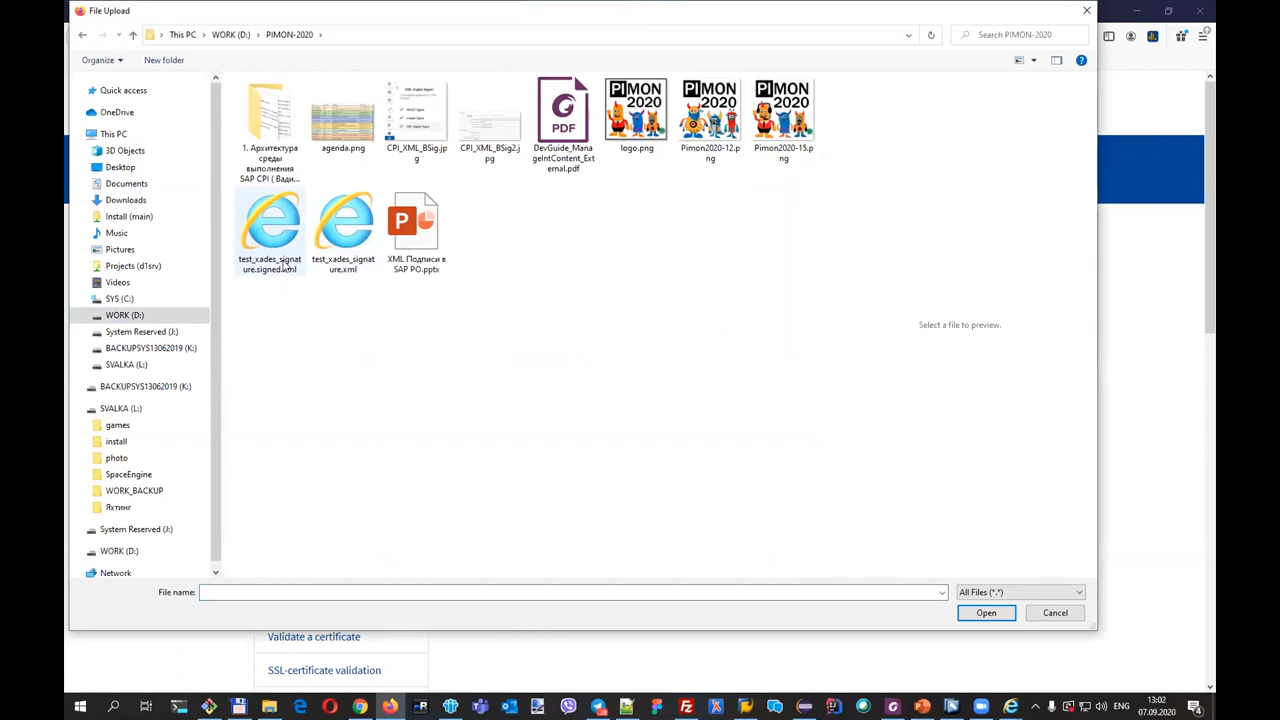 File Upload
This PC > WORK (D:) > PIMON-2020 >
Search PIMON-2020
Organize
New folder
Quick access
OneDrive
This PC
3D Objects
Desktop
Documents
Downloads
Install (main)
Music
Pictures
Projects (d1srv)
Videos
SYS (C:)
WORK (D:)
System Reserved (J:)
BACKUPSYS13062019 (K:)
SVALKA (L:)
BACKUPSYS13062019 (K:)
SVALKA (L:)
games
install
photo
SpaceEngine
WORK_BACKUP
Яхтинг
System Reserved (J:)
WORK (D:)
Network
1. Архитектура
среды
выполнения
SAP CPI ( Вади...
agenda.png
CPI_XML_BSig.jp
g
CPI_XML_BSig2.j
pg
PDF
DevGuide_Mana
geIntContent_Ext
ernal.pdf
PIMON
2020
logo.png
PIMON
2020
Pimon2020-12.p
ng
PIMON
2020
Pimon2020-15.p
ng
test_xades_signat
ure.signed.xml
test_xades_signat
ure.xml
P
XML Подписи в
SAP PO.pptx
Select a file to preview.
File name:
All Files (*.*)
Open
Cancel
Validate a certificate
SSL-certificate validation
ENG
13:02
07.09.2020